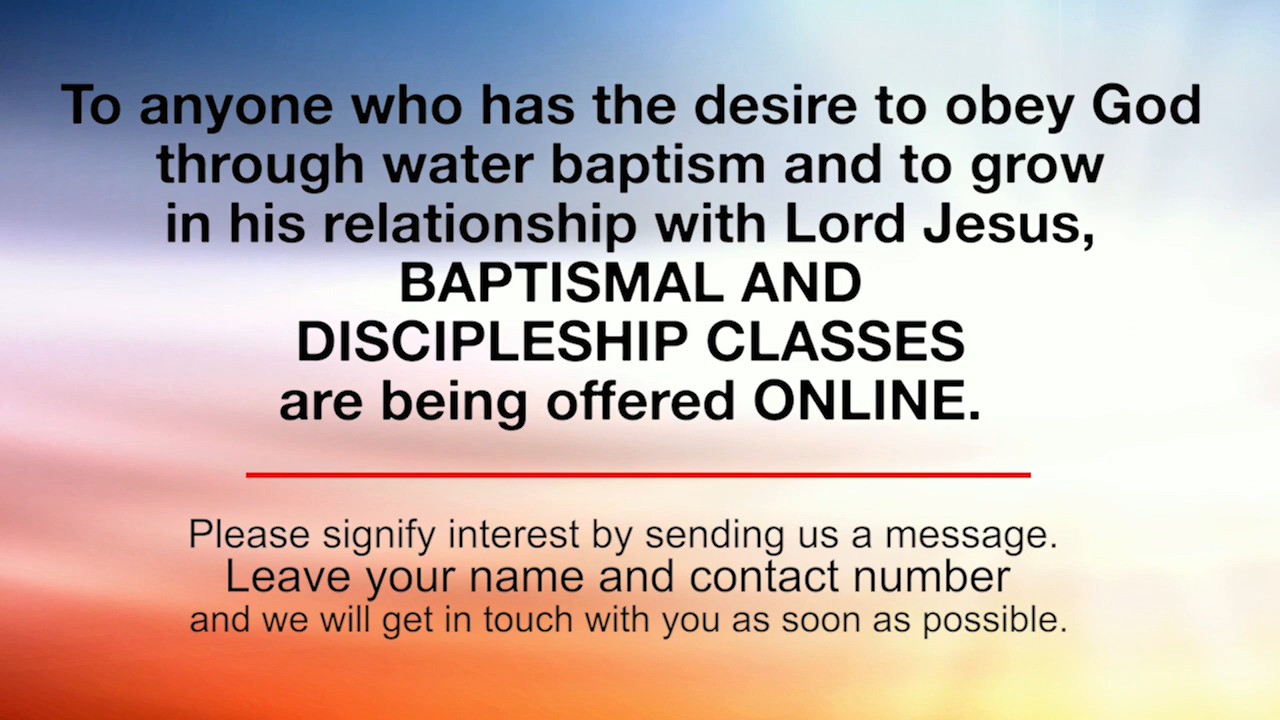 To anyone who has the desire to obey God
through water baptism and to grow
in his relationship with Lord Jesus,
BAPTISMAL AND
DISCIPLESHIP CLASSES
are being offered ONLINE.
Please signify interest by sending us a message.
Leave your name and contact number
and we will get in touch with you as soon as possible.